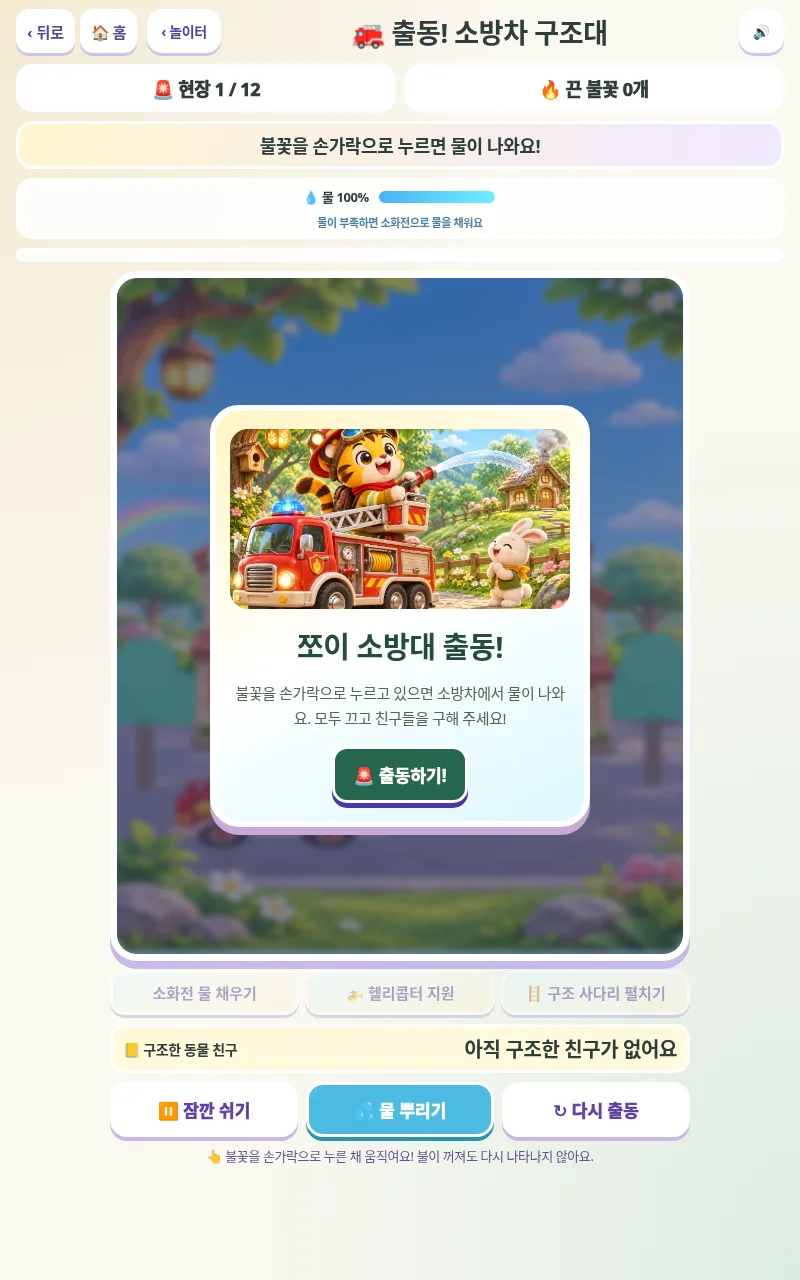 ‹ 뒤로
🏠 홈
‹ 놀이터
🚒 출동! 소방차 구조대
🔊
🚨 현장 1 / 12
🔥 끈 불꽃 0개
불꽃을 손가락으로 누르면 물이 나와요!
💧 물 100%
물이 부족하면 소화전으로 물을 채워요
쪼이 소방대 출동!
불꽃을 손가락으로 누르고 있으면 소방차에서 물이 나와
요. 모두 끄고 친구들을 구해 주세요!
🚨 출동하기!
소화전 물 채우기
🚁 헬리콥터 지원
🪜 구조 사다리 펼치기
📒 구조한 동물 친구
아직 구조한 친구가 없어요
⏸️ 잠깐 쉬기
💦 물 뿌리기
↻ 다시 출동
👆 불꽃을 손가락으로 누른 채 움직여요! 불이 꺼져도 다시 나타나지 않아요.